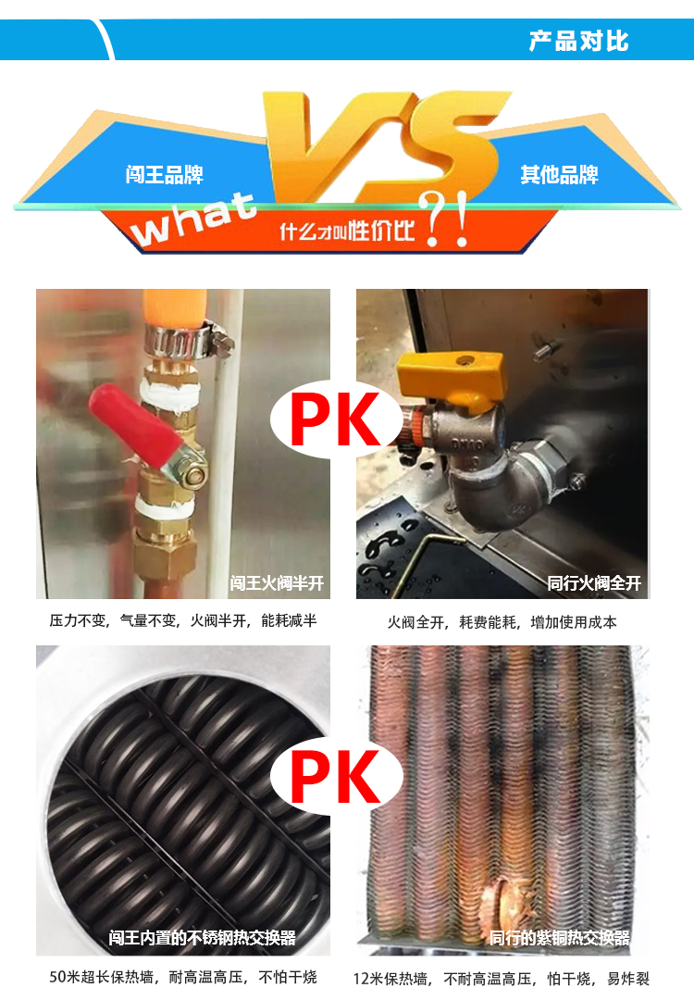 产品对比
VS
闯王品牌
其他品牌
what
什么才叫性价比?!
PK
DN10
闯王火阀半开
同行火阀全开
压力不变，气量不变，火阀半开，能耗减半
火阀全开，耗费能耗，增加使用成本
PK
闯王内置的不锈钢热交换器
同行的紫铜热交换器
50米超长保热墙，耐高温高压，不怕干烧
12米保热墙，不耐高温高压，怕干烧，易炸裂